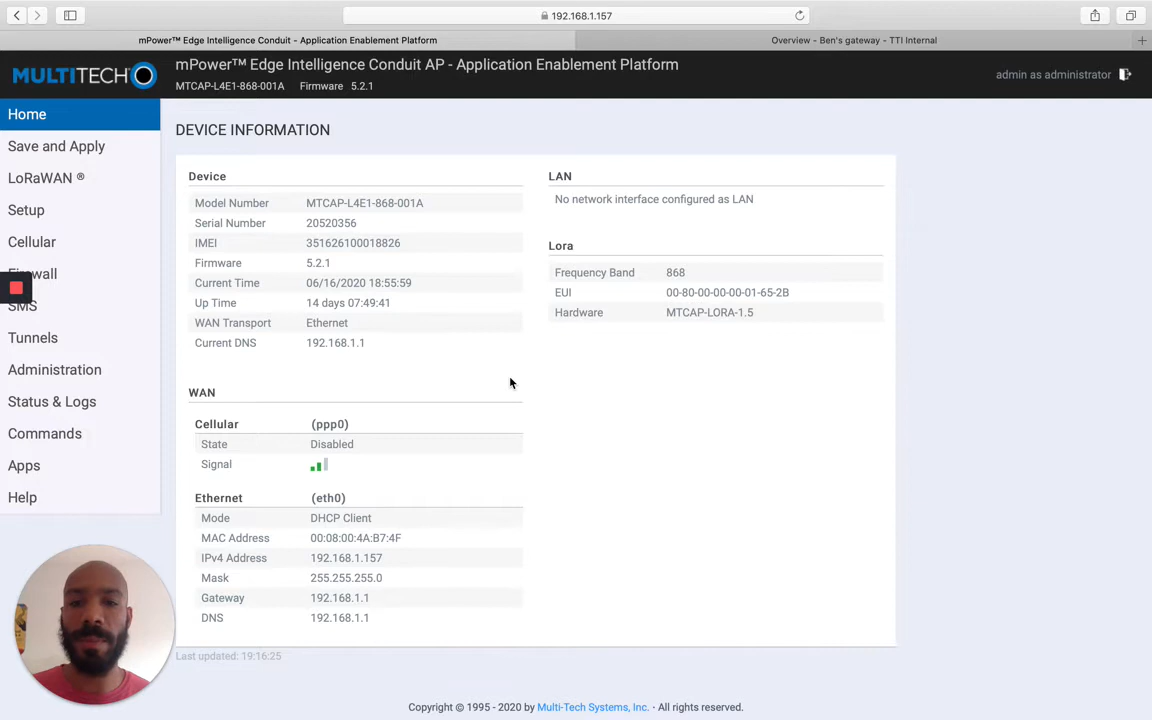 192.168.1.157
mPower™ Edge Intelligence Conduit - Application Enablement Platform
Overview - Ben's gateway - TTI Internal
MULTITECH
mPower™ Edge Intelligence Conduit AP - Application Enablement Platform
MTCAP-L4E1-868-001A Firmware 5.2.1
admin as administrator
Home
Save and Apply
LoRaWAN ®
Setup
Cellular
Firewall
SMS
Tunnels
Administration
Status & Logs
Commands
Apps
Help
DEVICE INFORMATION
Device
Model Number MTCAP-L4E1-868-001A
Serial Number 20520356
IMEI 351626100018826
Firmware 5.2.1
Current Time 06/16/2020 18:55:59
Up Time 14 days 07:49:41
WAN Transport Ethernet
Current DNS 192.168.1.1
WAN
Cellular (ppp0)
State Disabled
Signal
Ethernet (eth0)
Mode DHCP Client
MAC Address 00:08:00:4A:B7:4F
IPv4 Address 192.168.1.157
Mask 255.255.255.0
Gateway 192.168.1.1
DNS 192.168.1.1
LAN
No network interface configured as LAN
Lora
Frequency Band 868
EUI 00-80-00-00-00-01-65-2B
Hardware MTCAP-LORA-1.5
Last updated: 19:16:25
Copyright © 1995 - 2020 by Multi-Tech Systems, Inc. - All rights reserved.